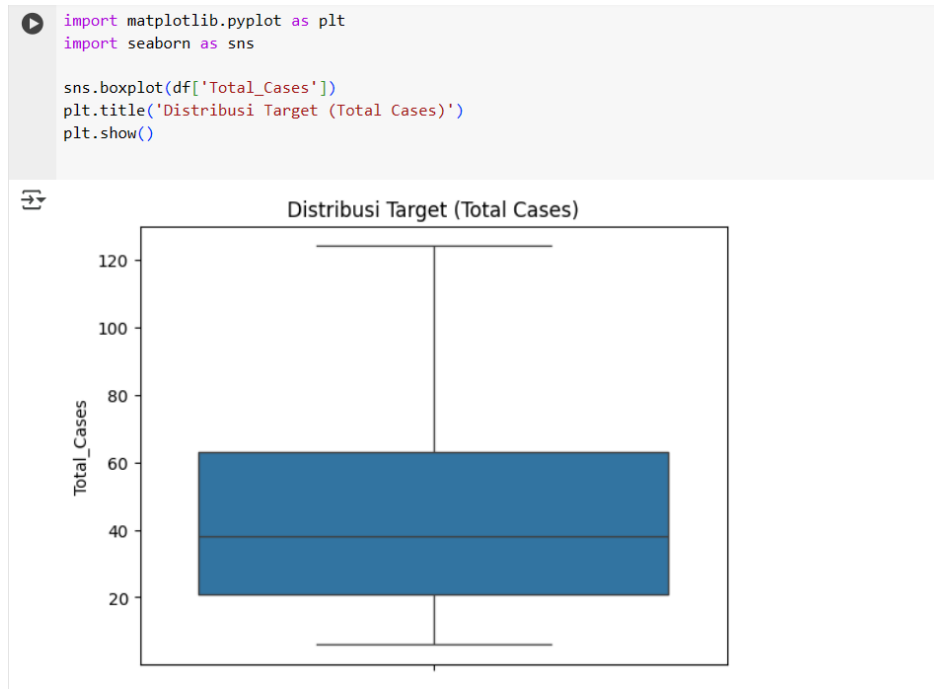 import matplotlib.pyplot as plt
import seaborn as sns
sns.boxplot(df['Total_Cases'])
plt.title('Distribusi Target (Total Cases)')
plt.show()
Distribusi Target (Total Cases)
120
100
80
60
40
20
Total_Cases